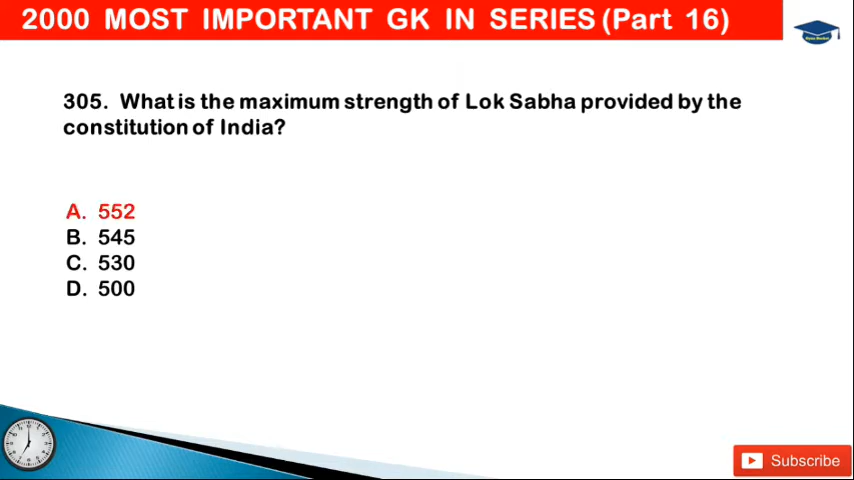 2000 MOST IMPORTANT GK IN SERIES (Part 16)
305. What is the maximum strength of Lok Sabha provided by the
constitution of India?
A. 552
B. 545
C. 530
D. 500
Subscribe